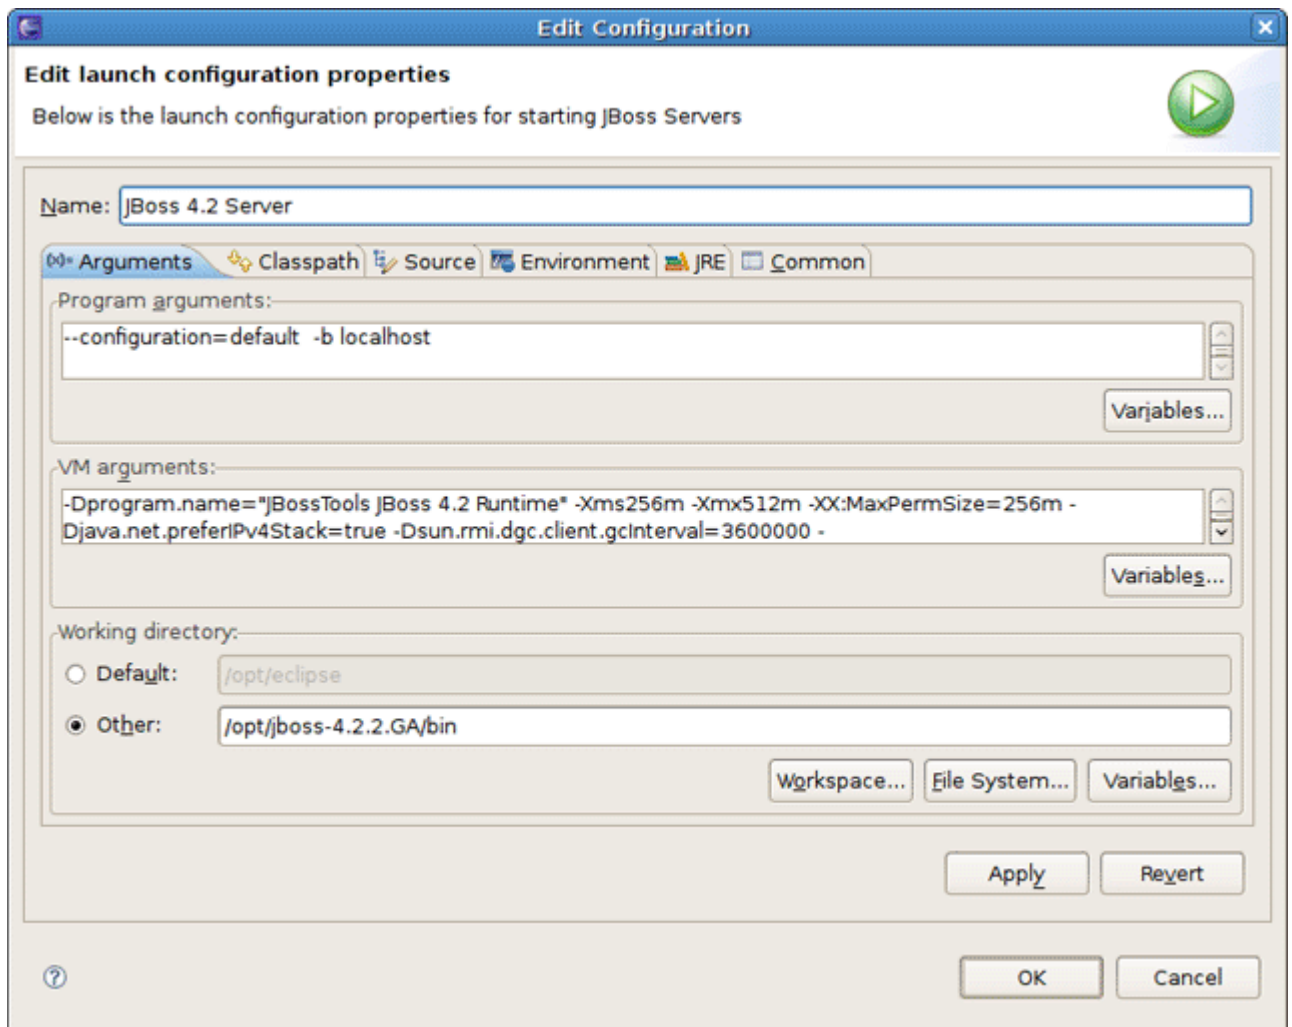 Edit Configuration
Edit launch configuration properties
Below is the launch configuration properties for starting JBoss Servers
Name: JBoss 4.2 Server
Arguments Classpath Source Environment JRE Common
Program arguments:
--configuration=default -b localhost
Variables...
VM arguments:
-Dprogram.name="JBossTools JBoss 4.2 Runtime" -Xms256m -Xmx512m -XX:MaxPermSize=256m -
Djava.net.preferIPv4Stack=true -Dsun.rmi.dgc.client.gcInterval=3600000 -
Variables...
Working directory:
Default: /opt/eclipse
Other: /opt/jboss-4.2.2.GA/bin
Workspace... File System... Variables...
Apply Revert
OK Cancel